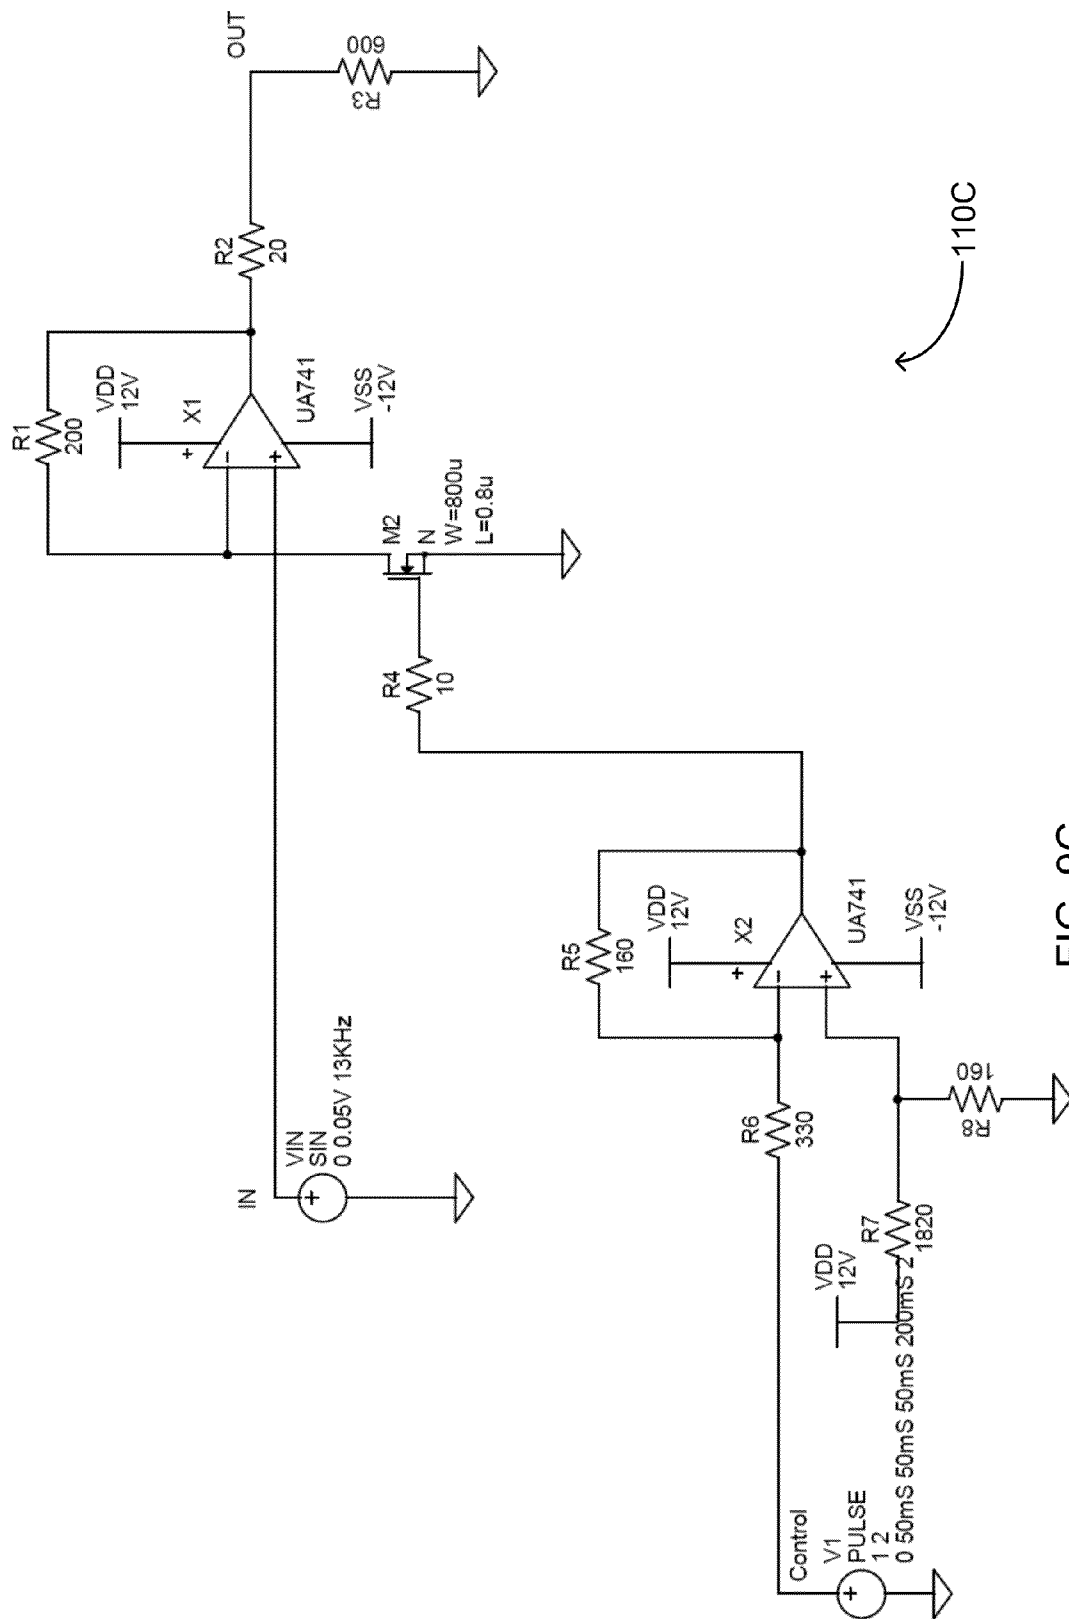 OUT
R3
600
R2
20
R1
200
VDD
12V
X1
+
-
+
UA741
VSS
-12V
M2
N
W=800u
L=0.8u
R4
10
IN
VIN
SIN
0 0.05V 13KHz
+
R5
160
VDD
12V
X2
+
-
+
UA741
VSS
-12V
R6
330
R8
160
R7
1820
VDD
12V
Control
V1
PULSE
1 2
0 50mS 50mS 50mS 200mS 2
+
110C